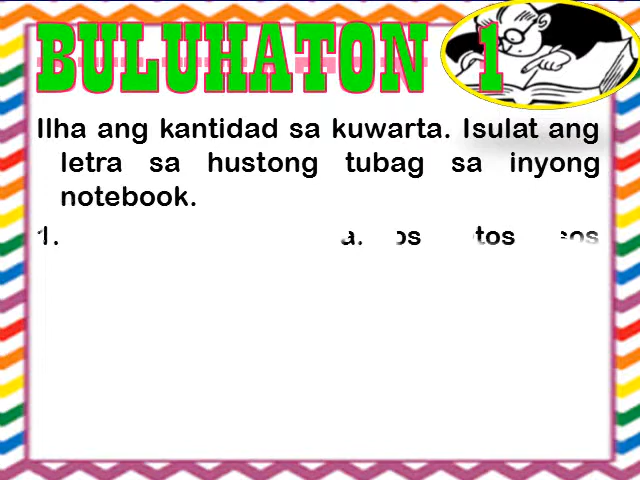 BULUHATON 1
Ilha ang kantidad sa kuwarta. Isulat ang
letra sa hustong tubag sa inyong
notebook.
1. a.